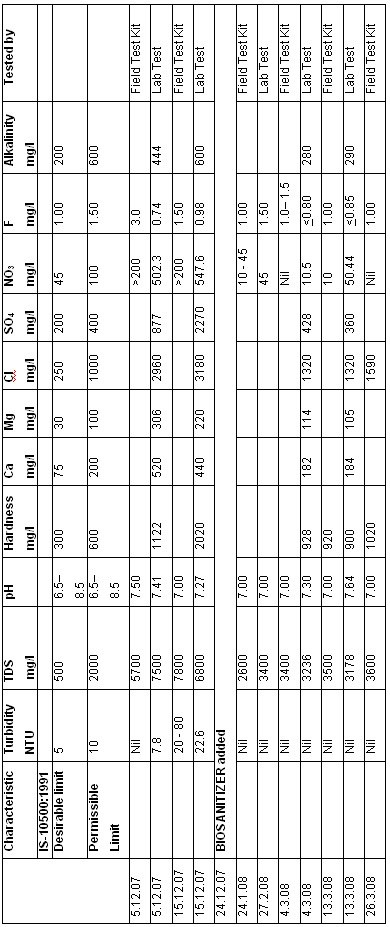 Characteristic Turbidity TDS pH Hardness Ca Mg Cl SO₄ NO₃ F Alkalinity Tested by
NTU mg/l mg/l mg/l mg/l mg/l mg/l mg/l mg/l mg/l
IS-10500:1991
Desirable limit 5 500 6.5– 300 75 30 250 200 45 1.00 200
8.5
Permissible 10 2000 6.5– 600 200 100 1000 400 100 1.50 600
Limit 8.5
5.12.07 Nil 5700 7.50 >200 3.0 Field Test Kit
5.12.07 7.8 7500 7.41 1122 520 306 2960 877 502.3 0.74 444 Lab Test
15.12.07 20 - 80 7800 7.00 >200 1.50 Field Test Kit
15.12.07 22.6 6800 7.27 2020 440 220 3180 2270 547.6 0.98 600 Lab Test
24.12.07 BIOSANITIZER added
24.1.08 Nil 2600 7.00 10 - 45 1.00 Field Test Kit
27.2.08 Nil 3400 7.00 45 1.50 Lab Test
4.3.08 Nil 3400 7.00 Nil 1.0– 1.5 Field Test Kit
4.3.08 Nil 3236 7.30 928 182 114 1320 428 10.5 ≤0.80 280 Lab Test
13.3.08 Nil 3500 7.00 920 10 1.00 Field Test Kit
13.3.08 Nil 3178 7.64 900 184 105 1320 360 50.44 ≤0.85 290 Lab Test
26.3.08 Nil 3600 7.00 1020 1590 Nil 1.00 Field Test Kit